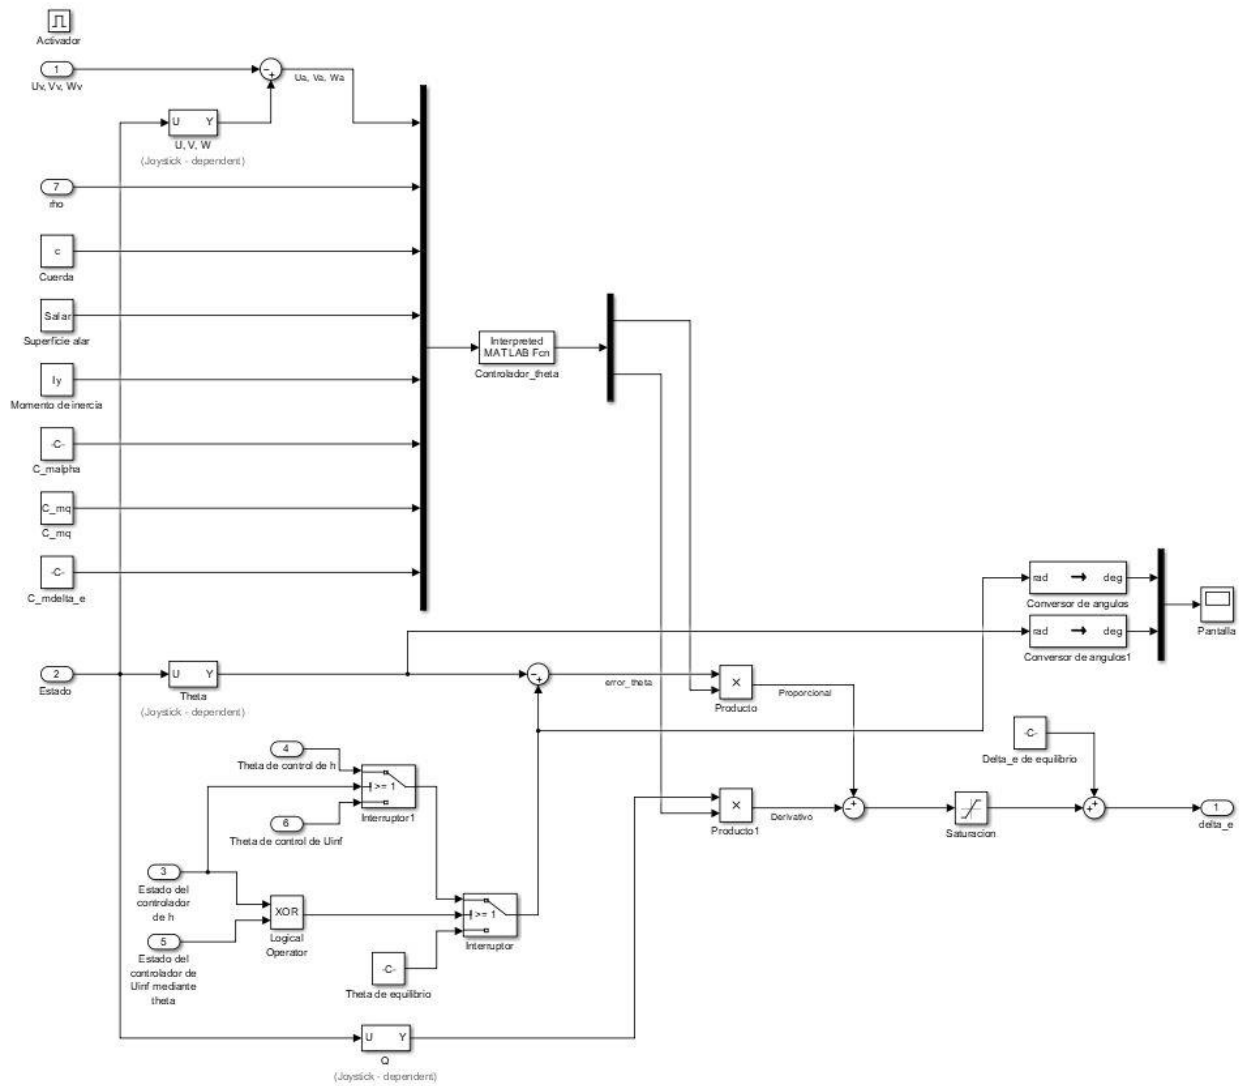 Activador
1
Uv, Vv, Wv
Ua, Va, Wa
U Y
U, V, W
(Joystick - dependent)
7
rho
c
Cuerda
Salar
Superficie alar
Iy
Momento de inercia
-C-
C_malpha
C_mq
C_mq
-C-
C_mdelta_e
Interpreted
MATLAB Fcn
Controlador_theta
rad → deg
Conversor de angulos
rad → deg
Conversor de angulos1
Pantalla
2
Estado
U Y
Theta
(Joystick - dependent)
error_theta
×
Producto
Proporcional
-C-
Delta_e de equilibrio
4
Theta de control de h
>= 1
Interruptor1
6
Theta de control de Uinf
×
Producto1
Derivativo
Saturacion
1
delta_e
3
Estado del
controlador
de h
XOR
Logical
Operator
>= 1
Interruptor
5
Estado del
controlador de
Uinf mediante
theta
-C-
Theta de equilibrio
U Y
Q
(Joystick - dependent)